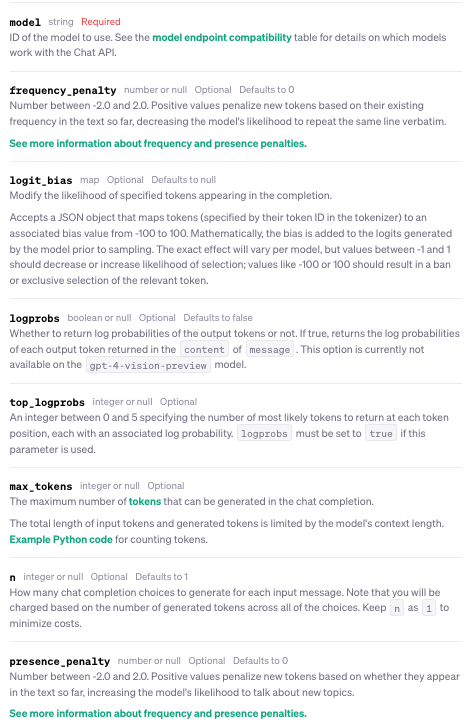 model string Required
ID of the model to use. See the model endpoint compatibility table for details on which models
work with the Chat API.
frequency_penalty number or null Optional Defaults to 0
Number between -2.0 and 2.0. Positive values penalize new tokens based on their existing
frequency in the text so far, decreasing the model's likelihood to repeat the same line verbatim.
See more information about frequency and presence penalties.
logit_bias map Optional Defaults to null
Modify the likelihood of specified tokens appearing in the completion.
Accepts a JSON object that maps tokens (specified by their token ID in the tokenizer) to an
associated bias value from -100 to 100. Mathematically, the bias is added to the logits generated
by the model prior to sampling. The exact effect will vary per model, but values between -1 and 1
should decrease or increase likelihood of selection; values like -100 or 100 should result in a ban
or exclusive selection of the relevant token.
logprobs boolean or null Optional Defaults to false
Whether to return log probabilities of the output tokens or not. If true, returns the log probabilities
of each output token returned in the content of message. This option is currently not
available on the gpt-4-vision-preview model.
top_logprobs integer or null Optional
An integer between 0 and 5 specifying the number of most likely tokens to return at each token
position, each with an associated log probability. logprobs must be set to true if this
parameter is used.
max_tokens integer or null Optional
The maximum number of tokens that can be generated in the chat completion.
The total length of input tokens and generated tokens is limited by the model's context length.
Example Python code for counting tokens.
n integer or null Optional Defaults to 1
How many chat completion choices to generate for each input message. Note that you will be
charged based on the number of generated tokens across all of the choices. Keep n as 1 to
minimize costs.
presence_penalty number or null Optional Defaults to 0
Number between -2.0 and 2.0. Positive values penalize new tokens based on whether they appear
in the text so far, increasing the model's likelihood to talk about new topics.
See more information about frequency and presence penalties.